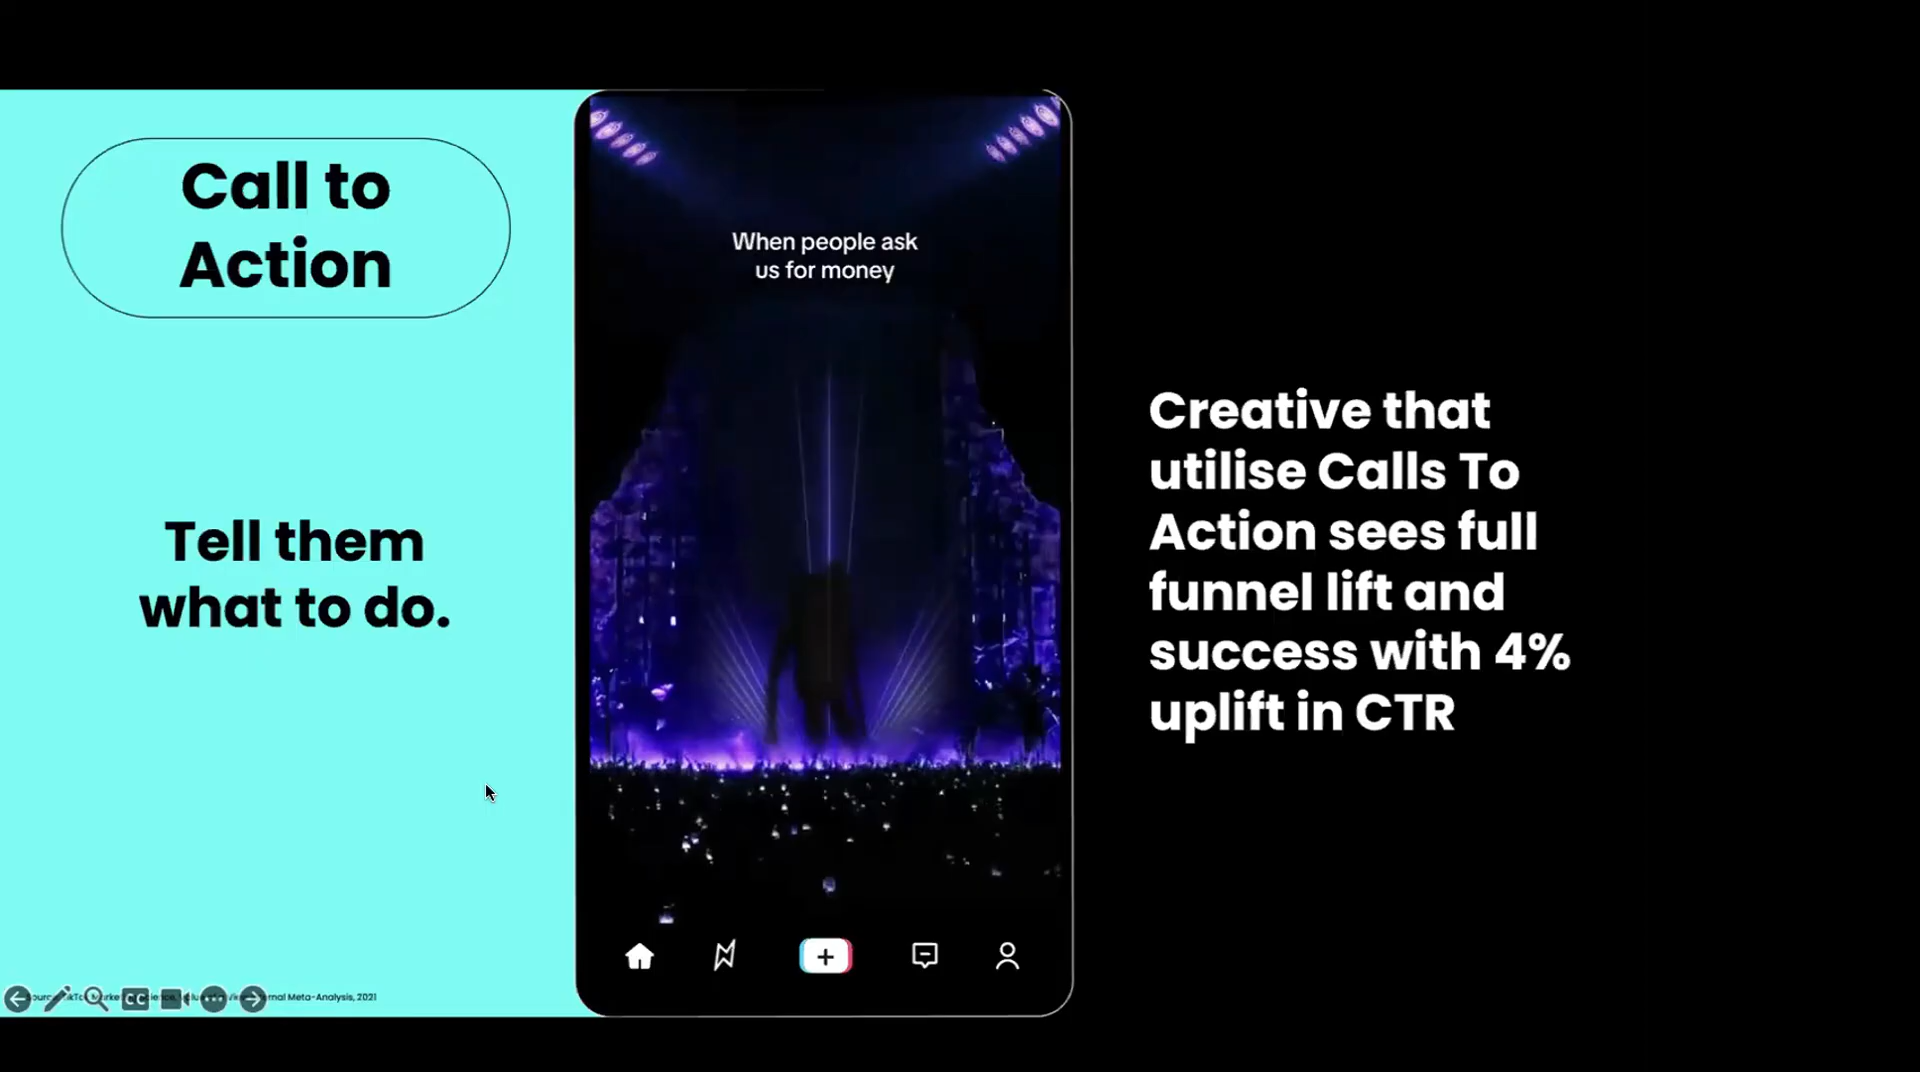 Call to
Action
Tell them
what to do.
When people ask
us for money
Creative that
utilise Calls To
Action sees full
funnel lift and
success with 4%
uplift in CTR
CC
Meta-Analysis, 2021